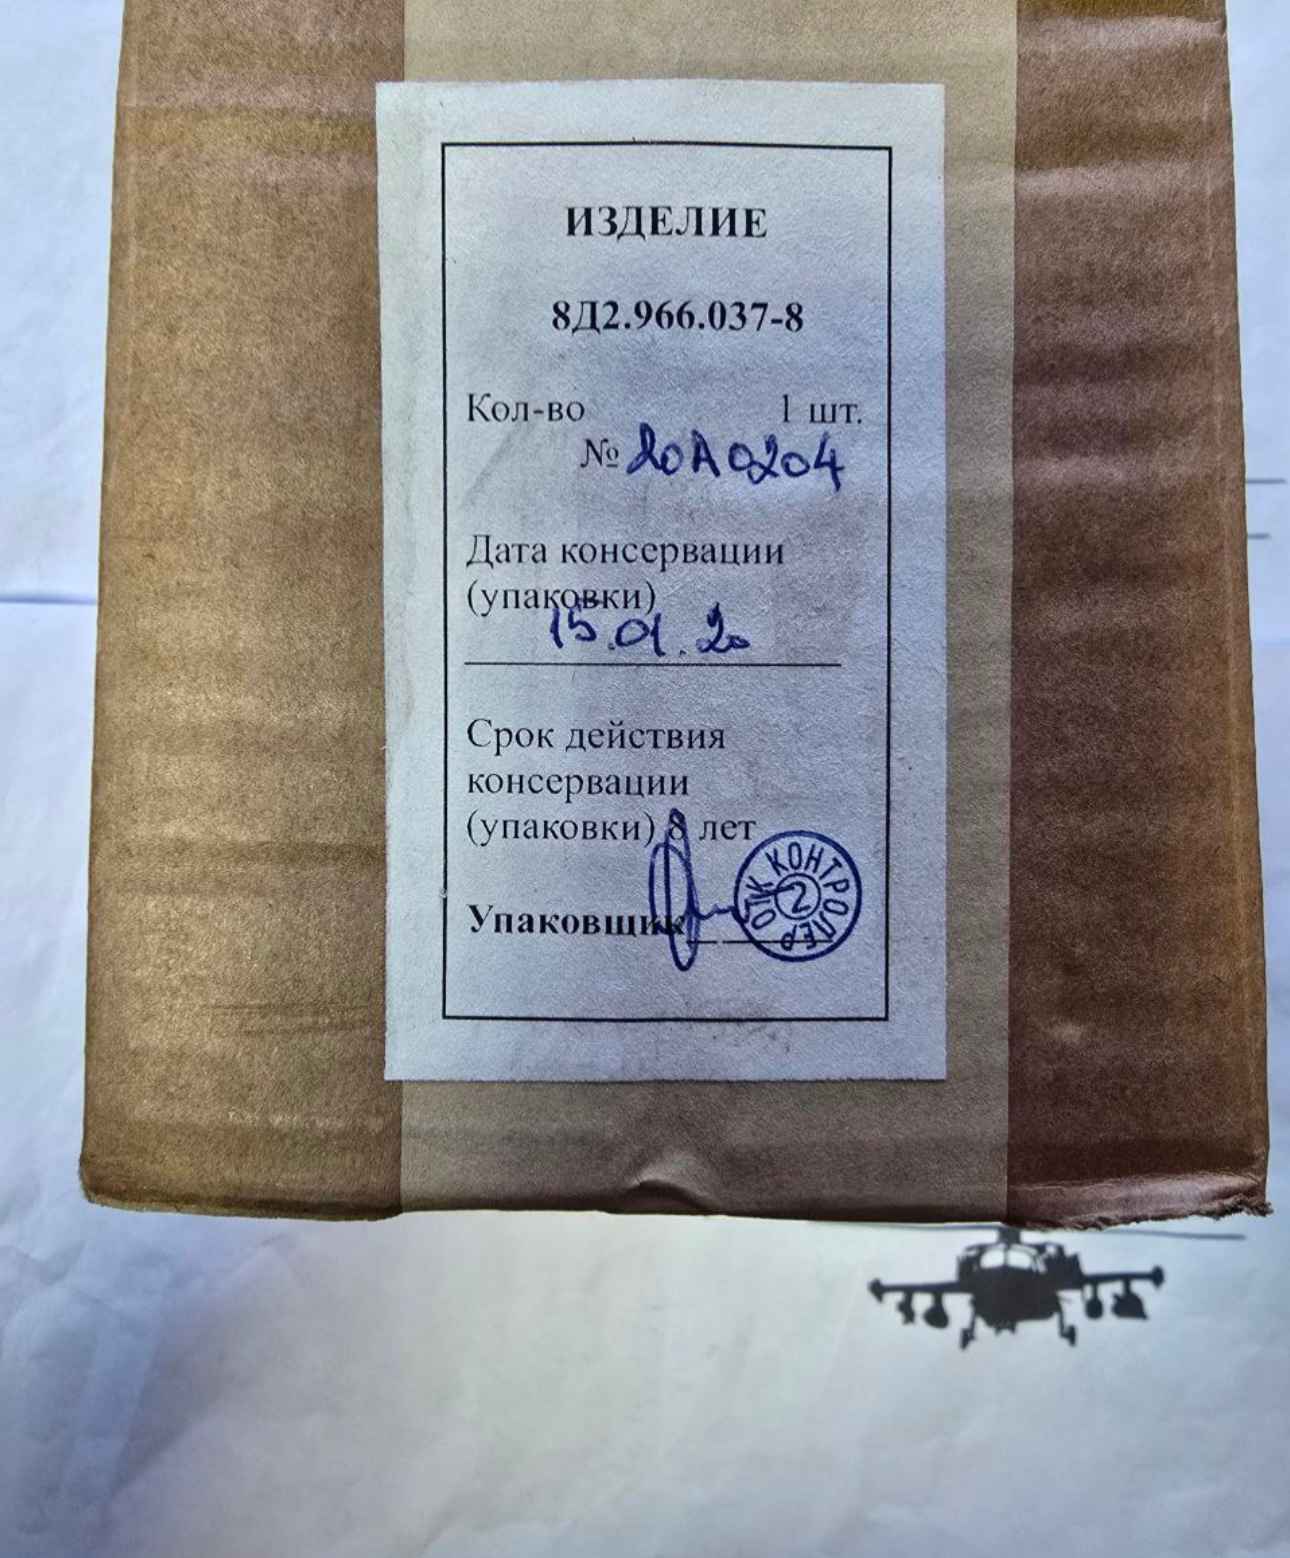 ИЗДЕЛИЕ
8Д2.966.037-8
Кол-во 1 шт.
№ 20А0204
Дата консервации
(упаковки)
15.01.20
Срок действия
консервации
(упаковки) 8 лет
Упаковщик
КОНТРОЛЕР ОТК
2